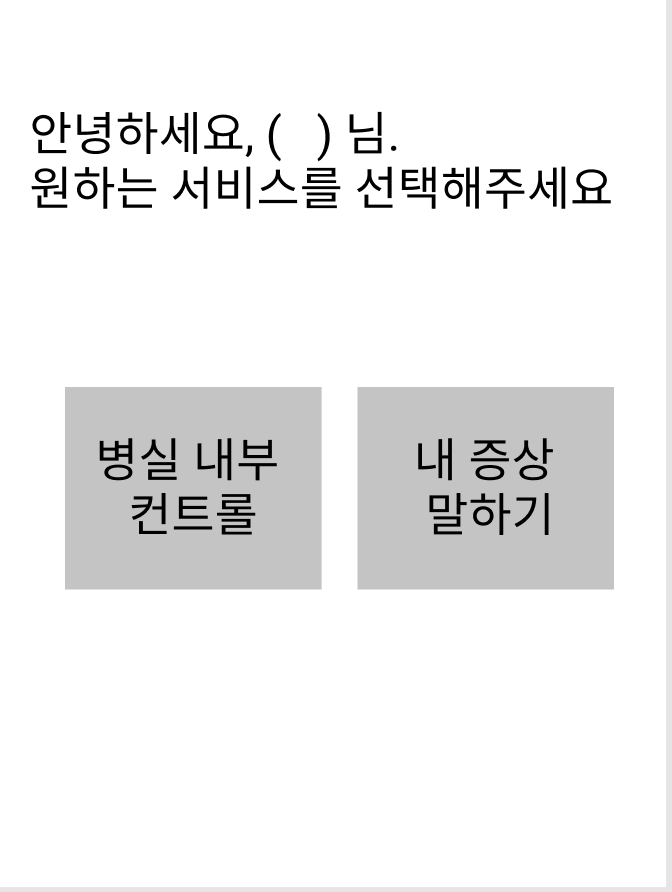 안녕하세요, (   ) 님.
원하는 서비스를 선택해주세요
병실 내부
컨트롤
내 증상
말하기